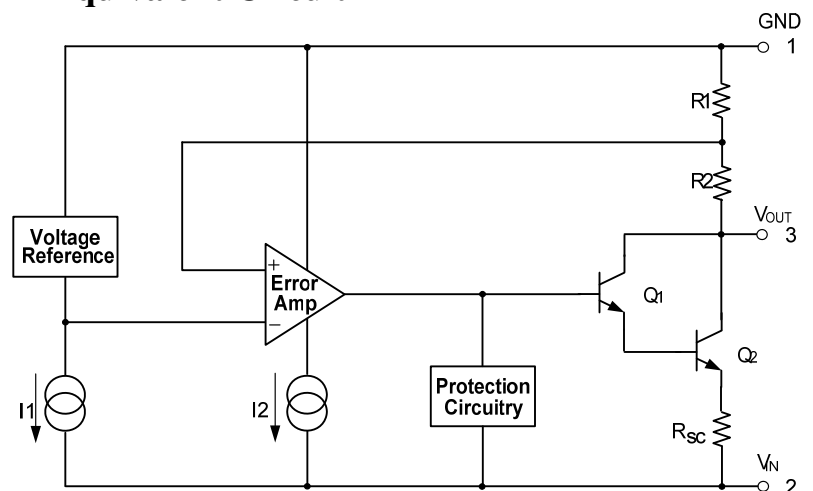 GND
1
R1
R2
VOUT
3
Voltage
Reference
+
Error
Amp
−
Q1
Q2
I1
I2
Protection
Circuitry
RSC
VIN
2